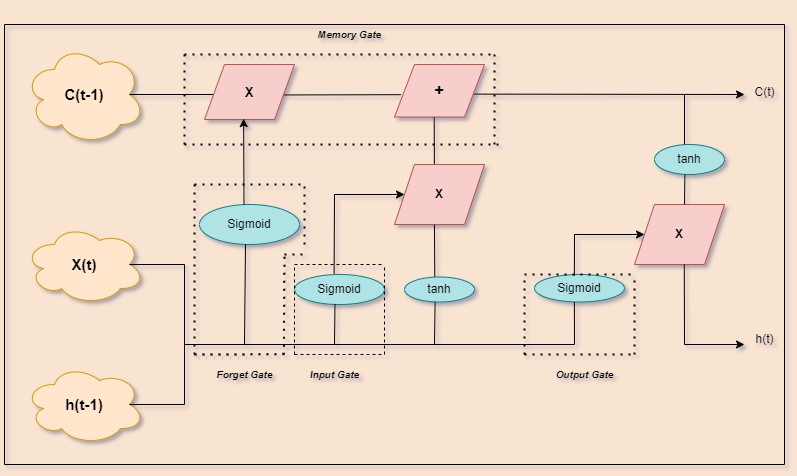 Memory Gate
C(t-1)
X
+
C(t)
tanh
X
Sigmoid
X
X(t)
Sigmoid
tanh
Sigmoid
h(t)
Forget Gate
Input Gate
Output Gate
h(t-1)